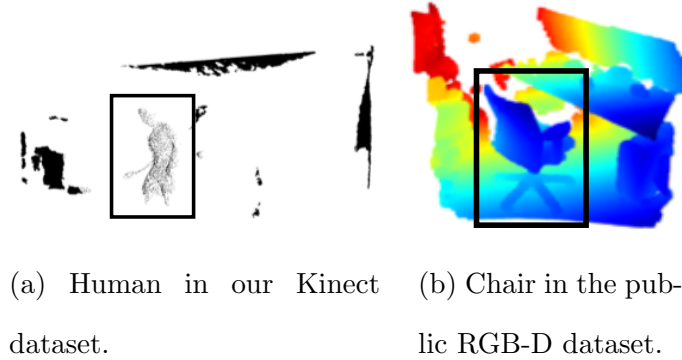 (a) Human in our Kinect
dataset.
(b) Chair in the pub-
lic RGB-D dataset.